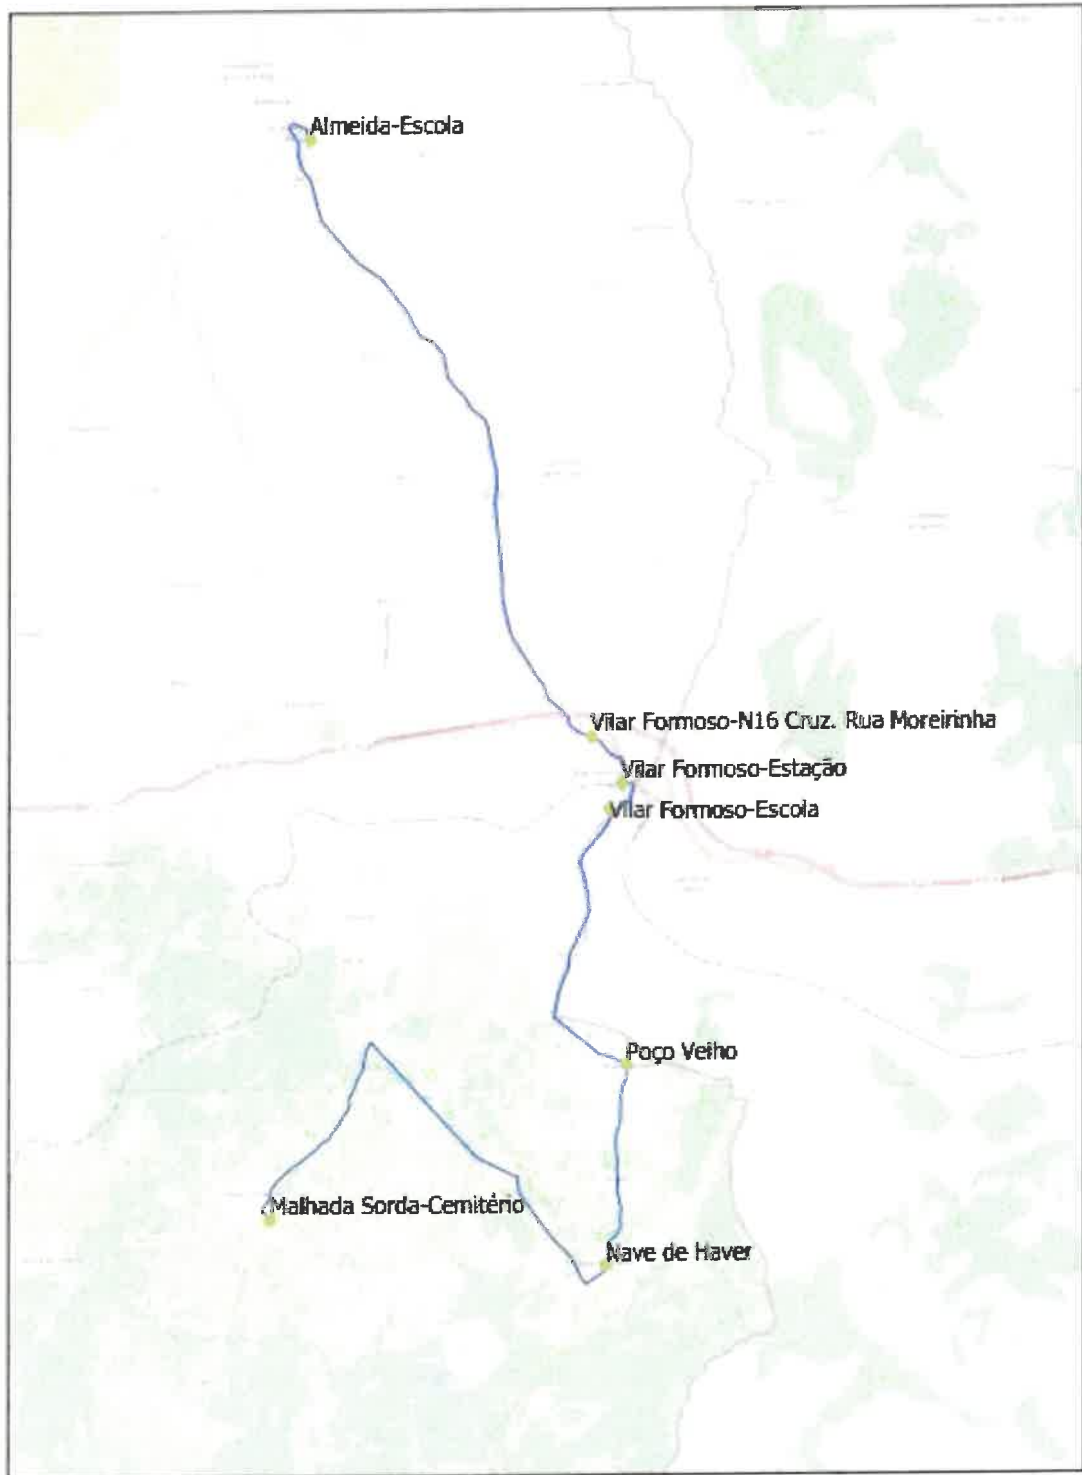 Almeida-Escola
Vilar Formoso-N16 Cruz. Rua Moreirinha
Vilar Formoso-Estação
Vilar Formoso-Escola
Poço Velho
Malhada Sorda-Cemitério
Nave de Haver